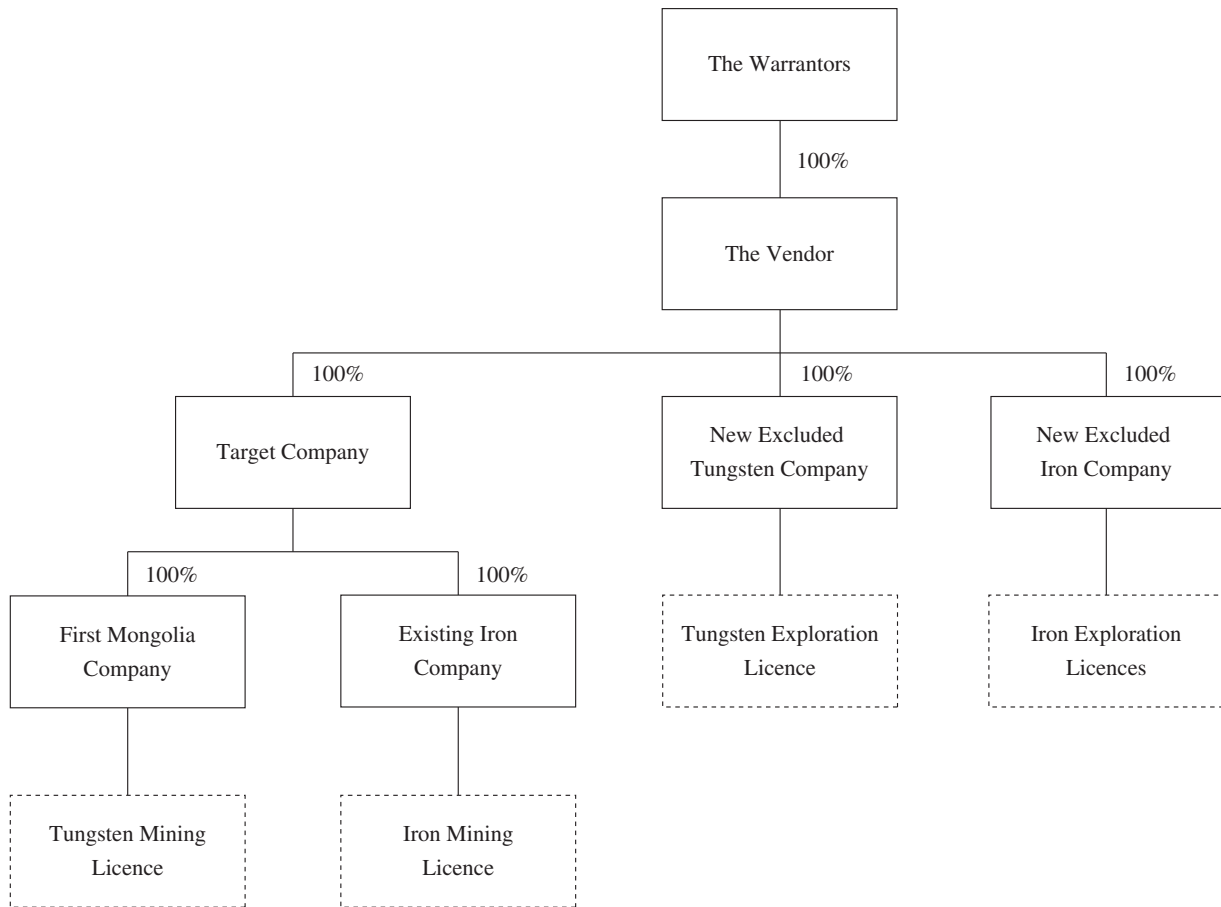 The Warrantors
100%
The Vendor
100%
100%
100%
Target Company
New Excluded
Tungsten Company
New Excluded
Iron Company
100%
100%
First Mongolia
Company
Existing Iron
Company
Tungsten Exploration
Licence
Iron Exploration
Licences
Tungsten Mining
Licence
Iron Mining
Licence